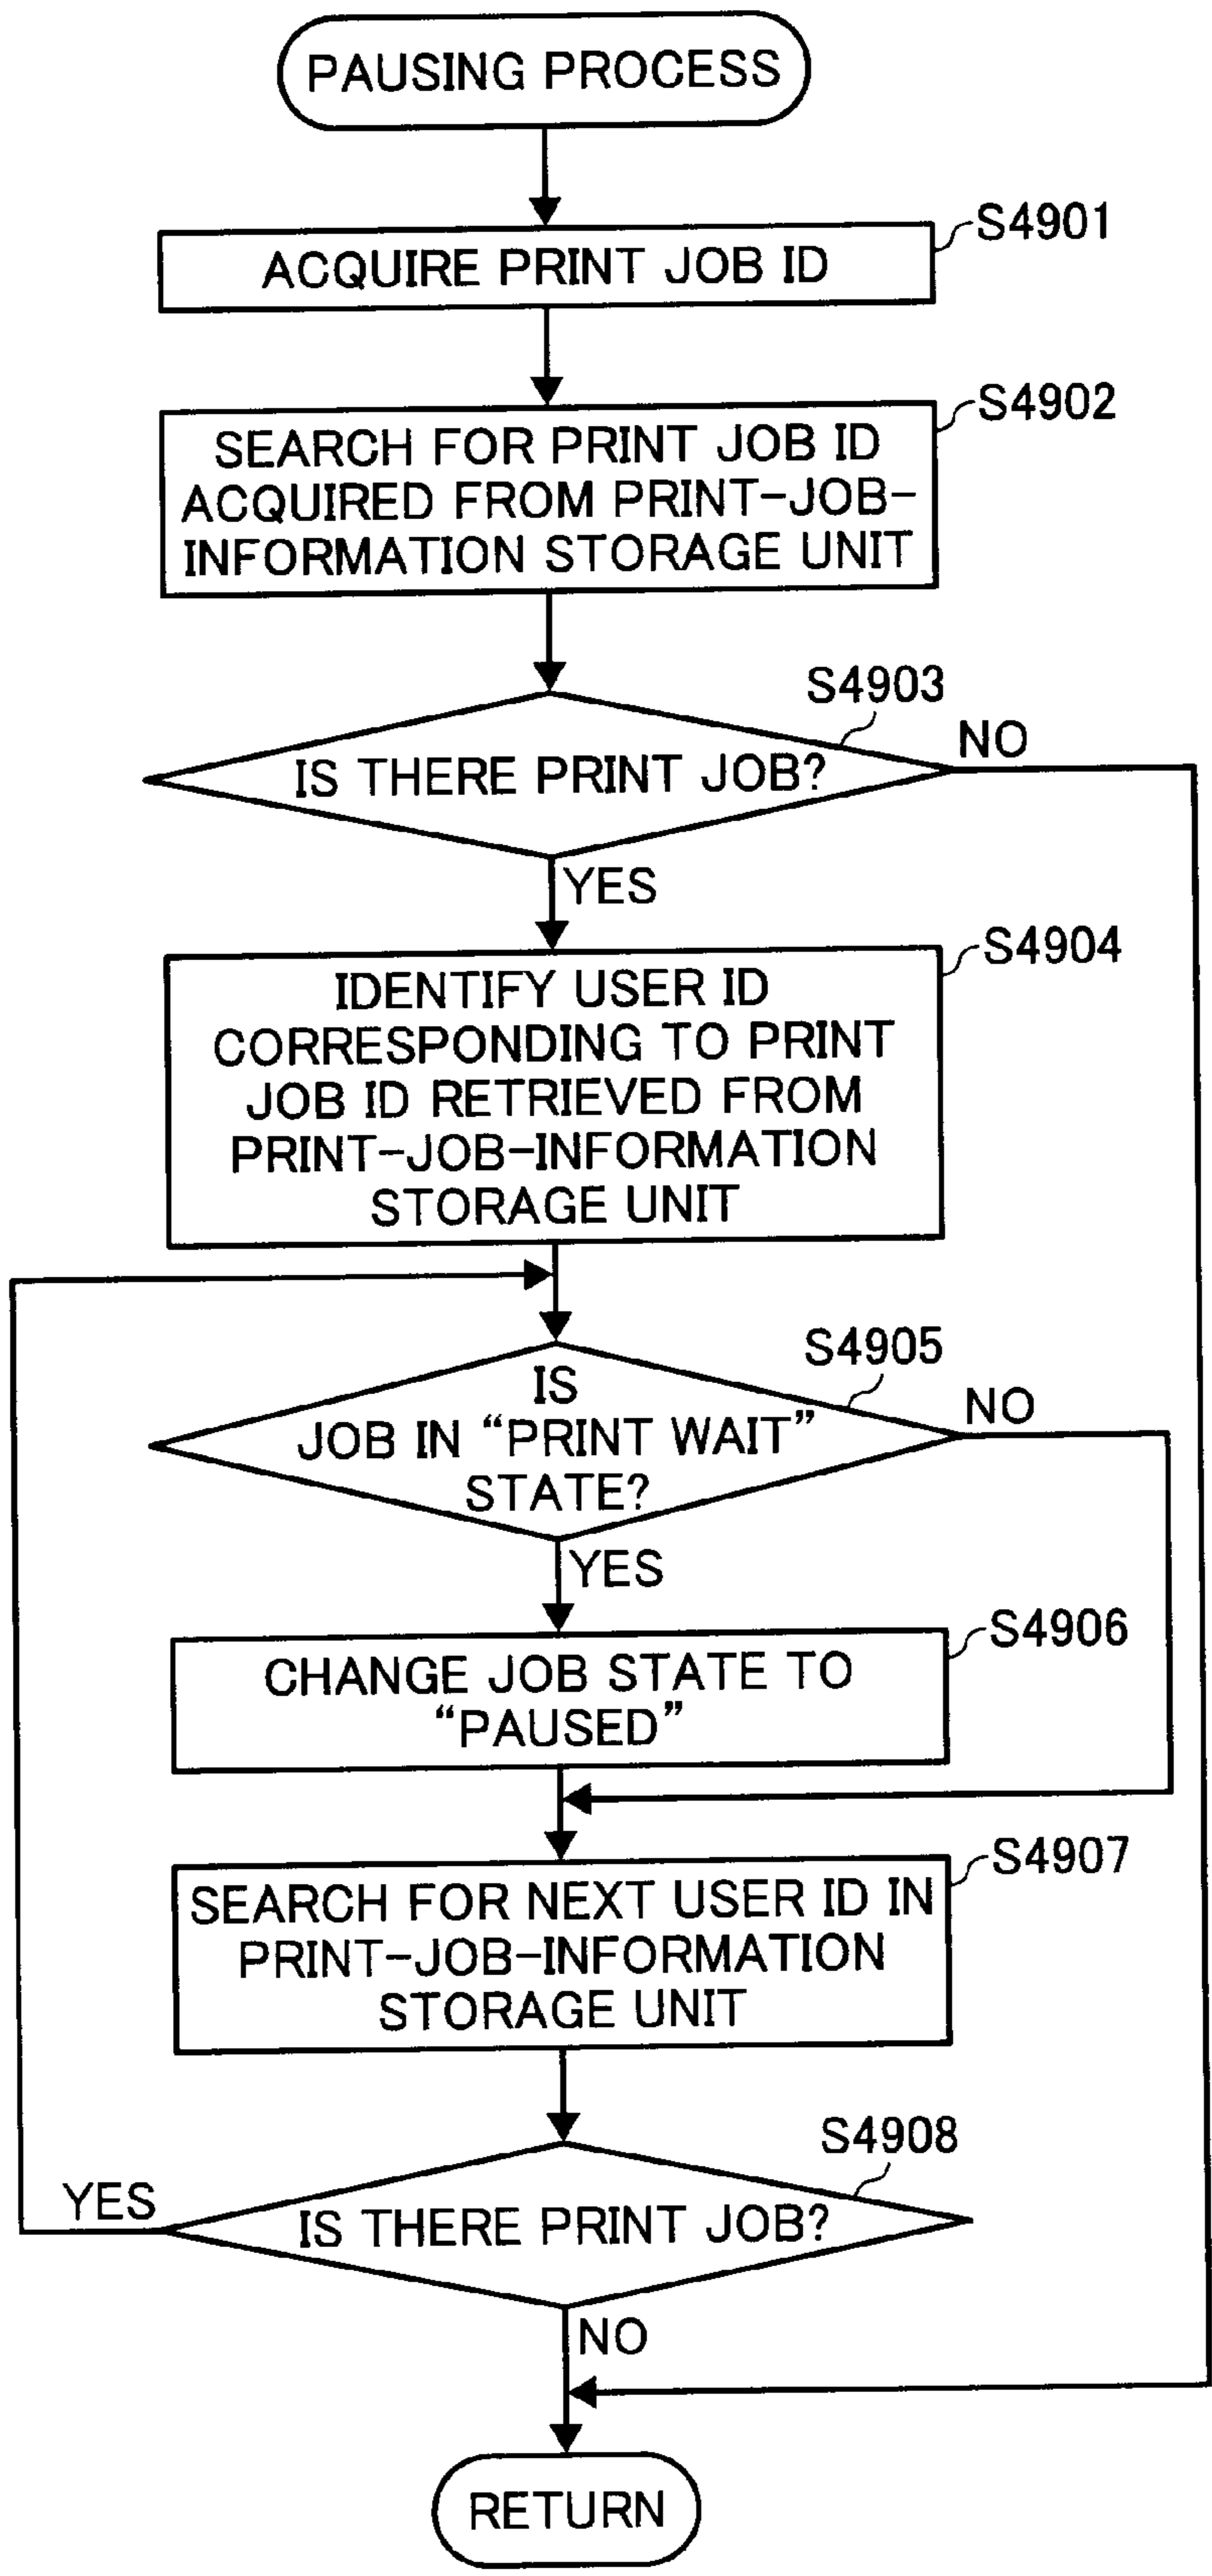 PAUSING PROCESS
S4901
ACQUIRE PRINT JOB ID
S4902
SEARCH FOR PRINT JOB ID
ACQUIRED FROM PRINT-JOB-
INFORMATION STORAGE UNIT
S4903
IS THERE PRINT JOB?
NO
YES
S4904
IDENTIFY USER ID
CORRESPONDING TO PRINT
JOB ID RETRIEVED FROM
PRINT-JOB-INFORMATION
STORAGE UNIT
S4905
IS
JOB IN “PRINT WAIT”
STATE?
NO
YES
S4906
CHANGE JOB STATE TO
“PAUSED”
S4907
SEARCH FOR NEXT USER ID IN
PRINT-JOB-INFORMATION
STORAGE UNIT
S4908
YES
IS THERE PRINT JOB?
NO
RETURN